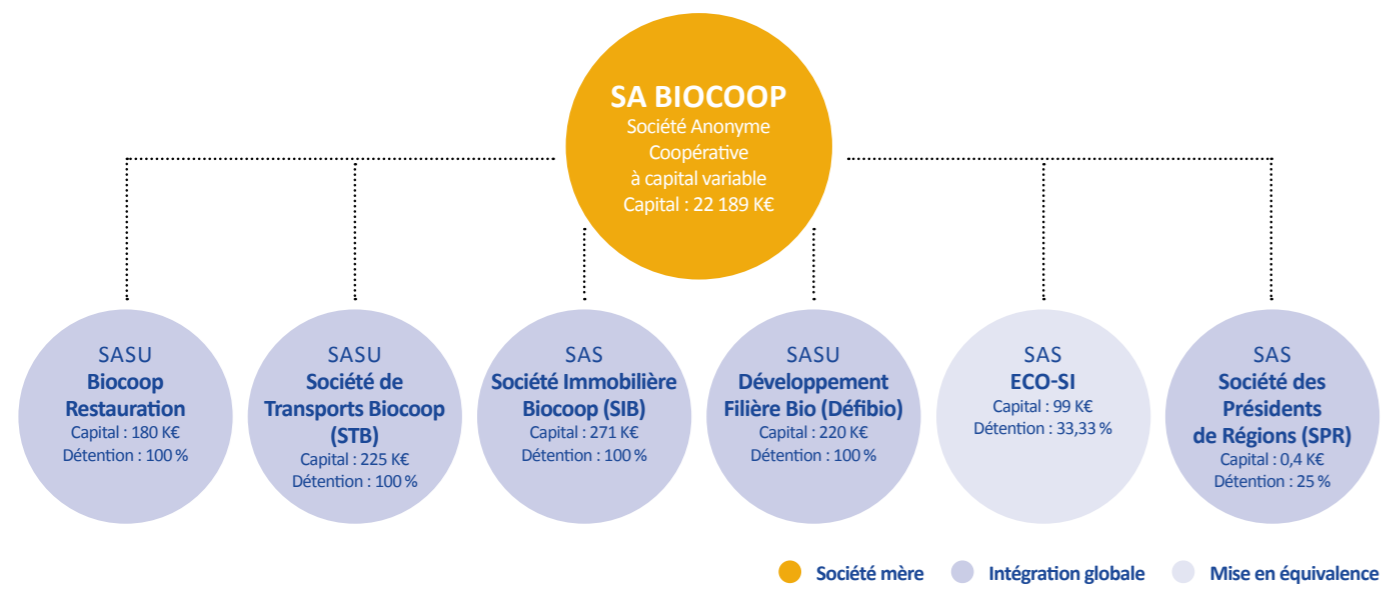 SA BIOCOOP
Société Anonyme
Coopérative
à capital variable
Capital : 22 189 K€
SASU
Biocoop
Restauration
Capital : 180 K€
Détention : 100 %
SASU
Société de
Transports Biocoop
(STB)
Capital : 225 K€
Détention : 100 %
SAS
Société Immobilière
Biocoop (SIB)
Capital : 271 K€
Détention : 100 %
SASU
Développement
Filière Bio (Défibio)
Capital : 220 K€
Détention : 100 %
SAS
ECO-SI
Capital : 99 K€
Détention : 33,33 %
SAS
Société des
Présidents
de Régions (SPR)
Capital : 0,4 K€
Détention : 25 %
Société mère
Intégration globale
Mise en équivalence